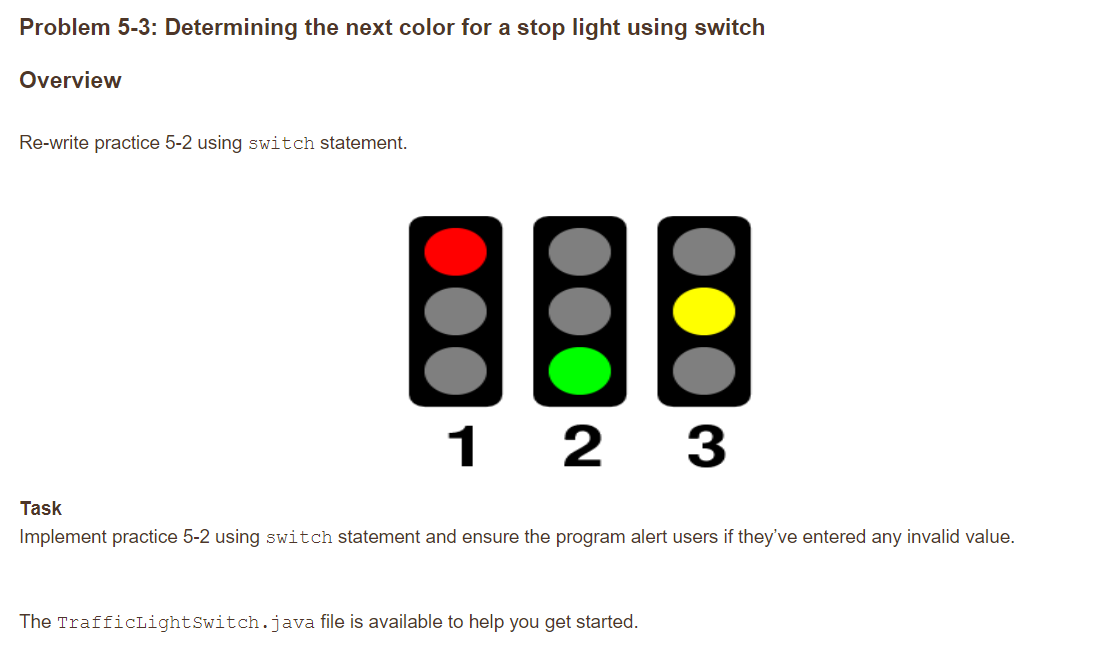 Problem 5-3: Determining the next color for a stop light using switch
Overview
Re-write practice 5-2 using switch statement.
1 2 3
Task
Implement practice 5-2 using switch statement and ensure the program alert users if they've entered any invalid value.
The TrafficLightSwitch.java file is available to help you get started.